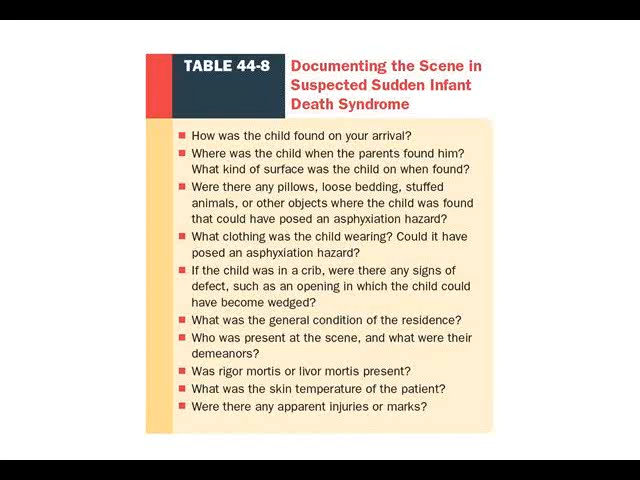 TABLE 44-8
Documenting the Scene in
Suspected Sudden Infant
Death Syndrome
How was the child found on your arrival?
Where was the child when the parents found him?
What kind of surface was the child on when found?
Were there any pillows, loose bedding, stuffed
animals, or other objects where the child was found
that could have posed an asphyxiation hazard?
What clothing was the child wearing? Could it have
posed an asphyxiation hazard?
If the child was in a crib, were there any signs of
defect, such as an opening in which the child could
have become wedged?
What was the general condition of the residence?
Who was present at the scene, and what were their
demeanors?
Was rigor mortis or livor mortis present?
What was the skin temperature of the patient?
Were there any apparent injuries or marks?